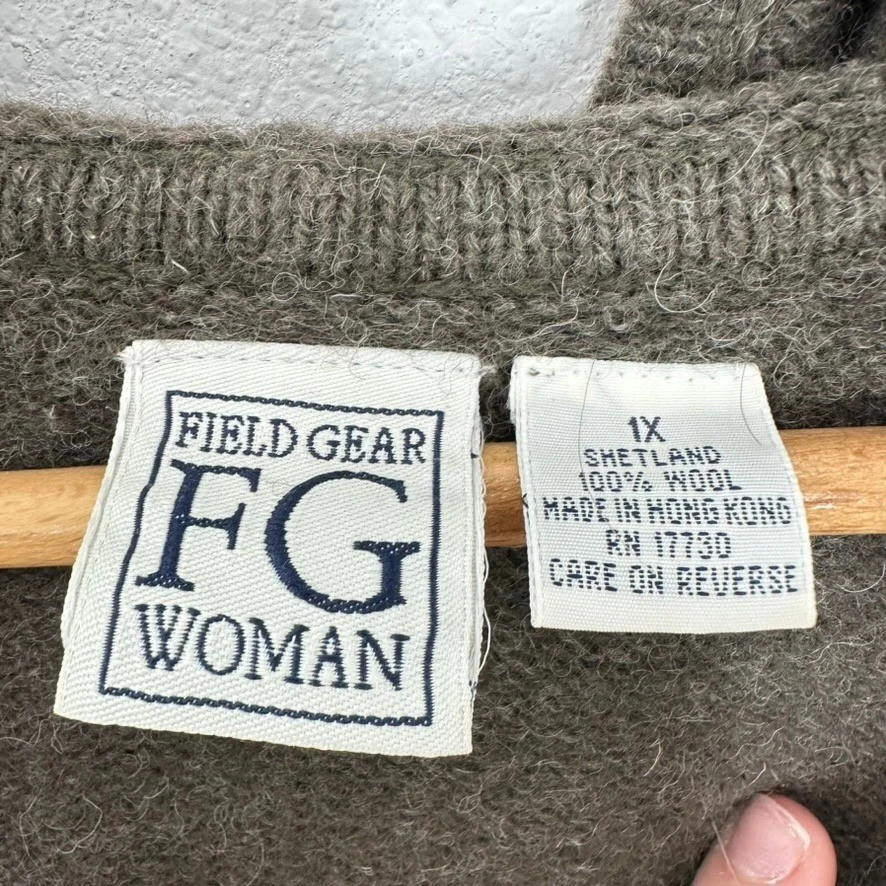 FIELD GEAR
FG
WOMAN
1X
SHETLAND
100% WOOL
MADE IN HONG KONG
RN 17730
CARE ON REVERSE